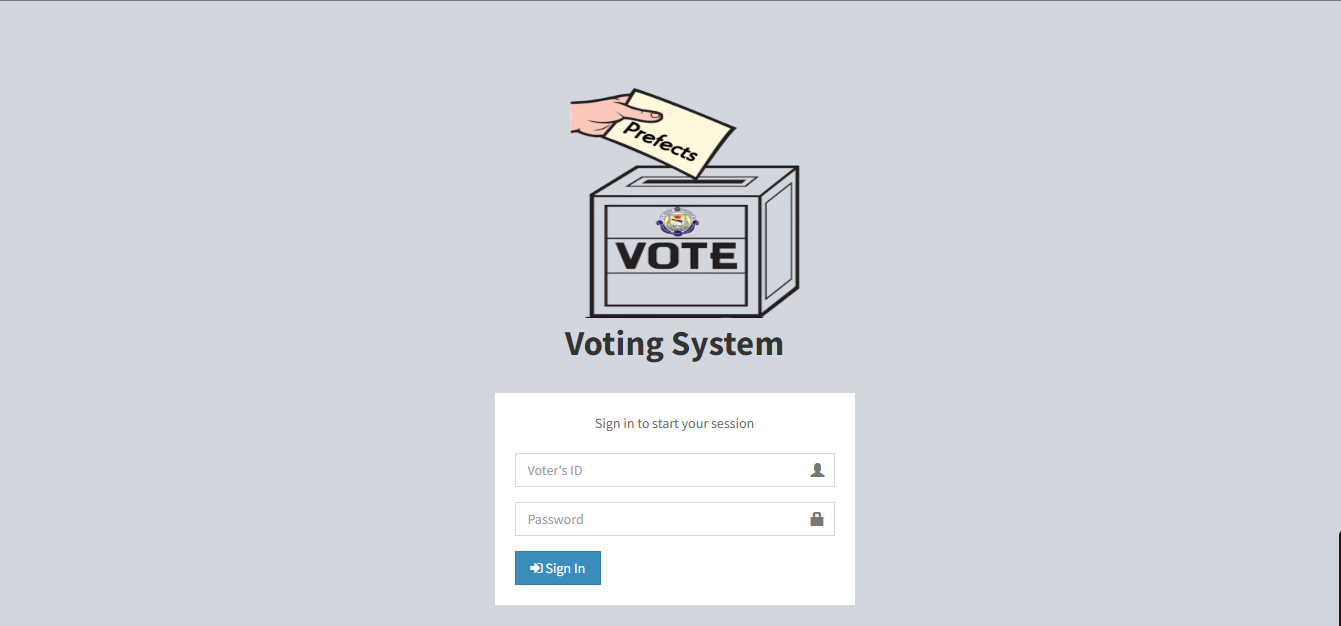 Prefects
VOTE
Voting System
Sign in to start your session
Voter's ID
Password
Sign In